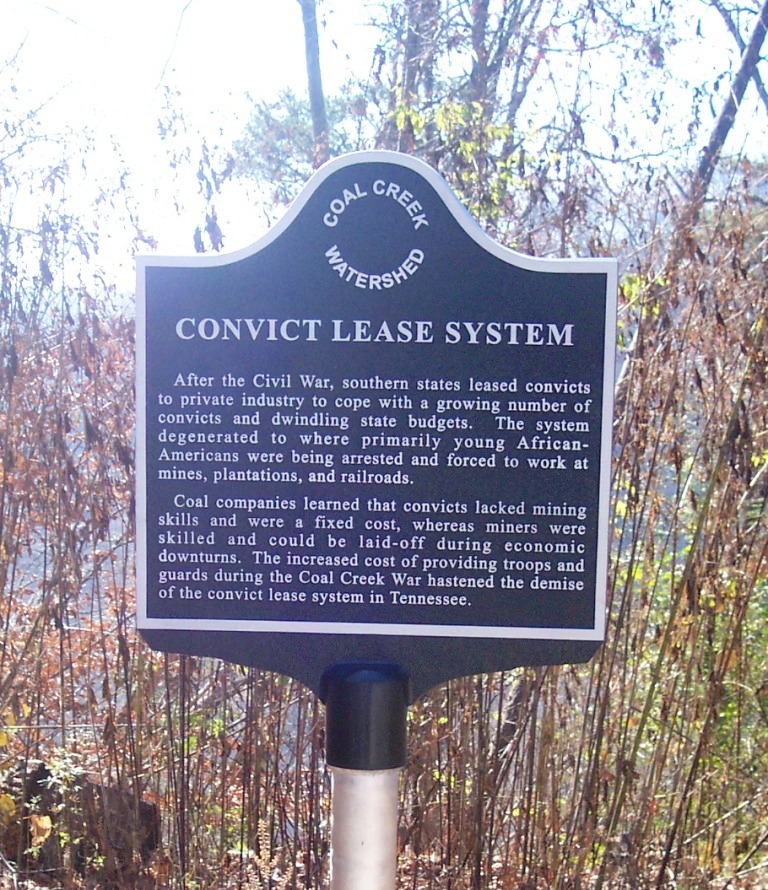 COAL CREEK
WATERSHED
CONVICT LEASE SYSTEM
After the Civil War, southern states leased convicts
to private industry to cope with a growing number of
convicts and dwindling state budgets. The system
degenerated to where primarily young African-
Americans were being arrested and forced to work at
mines, plantations, and railroads.
Coal companies learned that convicts lacked mining
skills and were a fixed cost, whereas miners were
skilled and could be laid-off during economic
downturns. The increased cost of providing troops and
guards during the Coal Creek War hastened the demise
of the convict lease system in Tennessee.